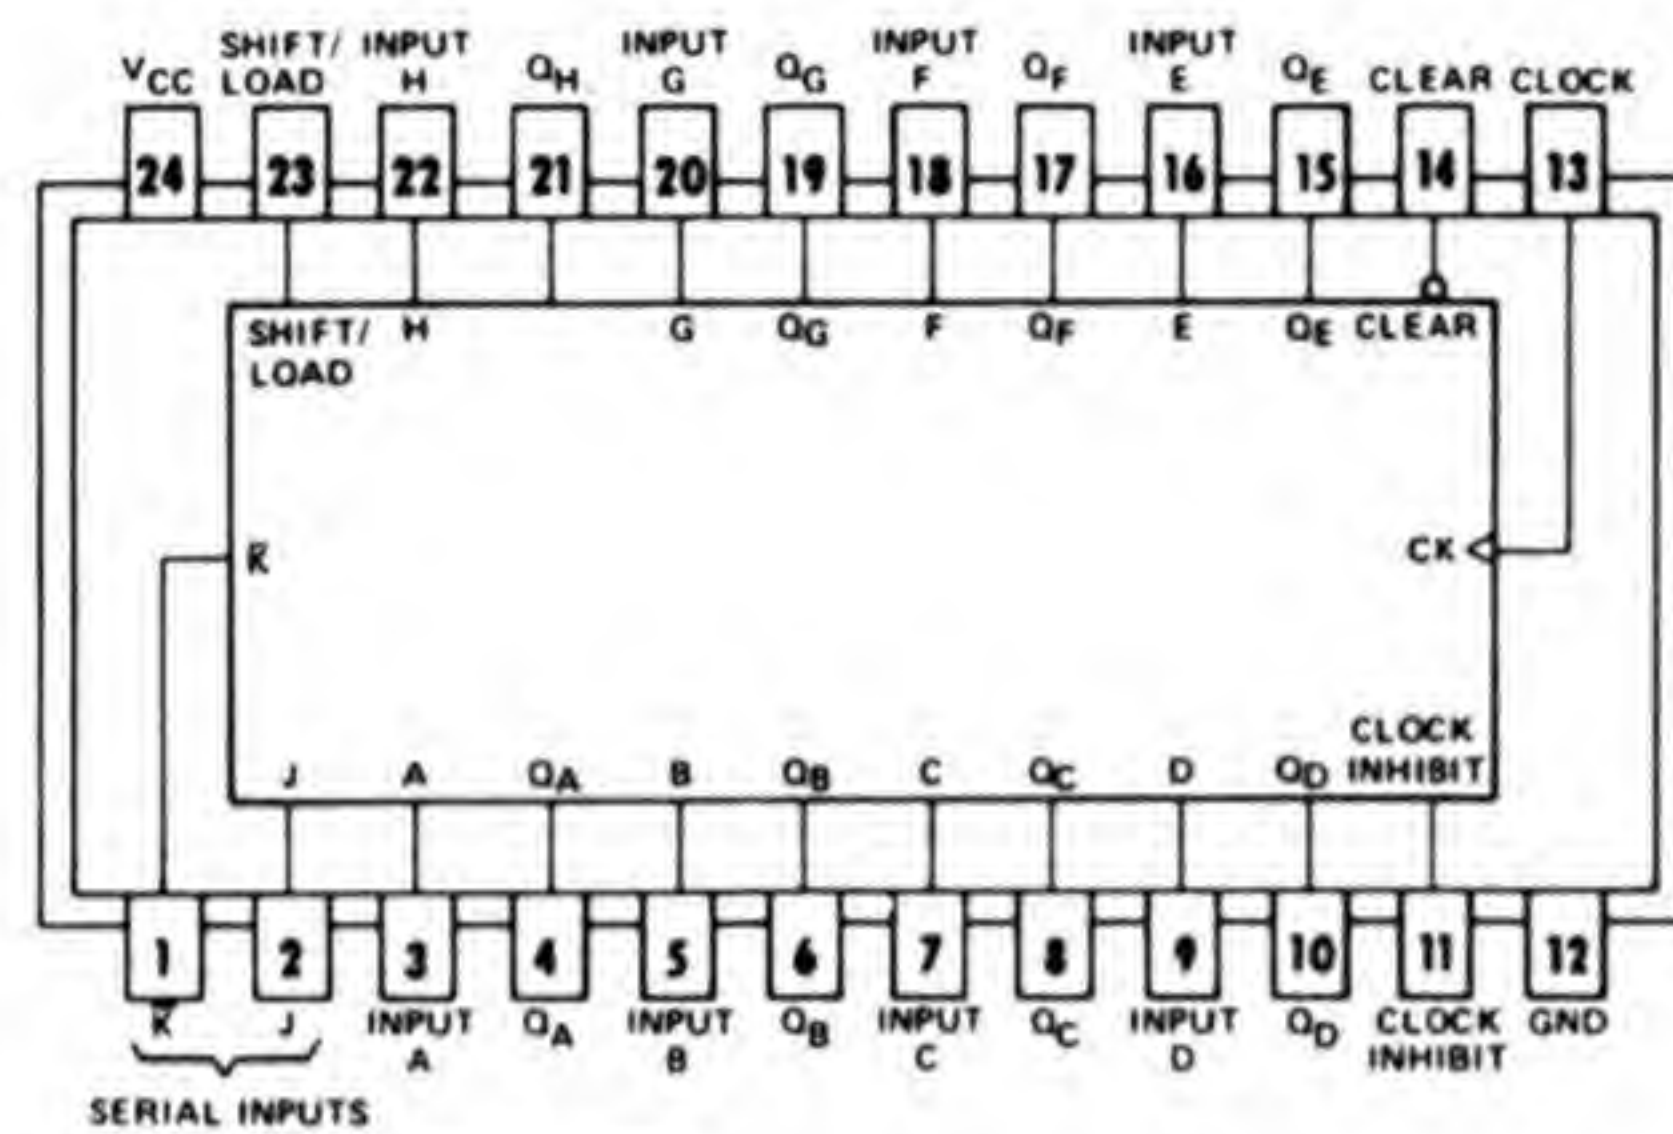 VCC SHIFT/ LOAD INPUT H QH INPUT G QG INPUT F QF INPUT E QE CLEAR CLOCK
24 23 22 21 20 19 18 17 16 15 14 13
SHIFT/ LOAD H G QG F QF E QE CLEAR
K̅ CK
CLOCK
J A QA B QB C QC D QD INHIBIT
1 2 3 4 5 6 7 8 9 10 11 12
K̅ J INPUT A QA INPUT B QB INPUT C QC INPUT D QD CLOCK INHIBIT GND
SERIAL INPUTS